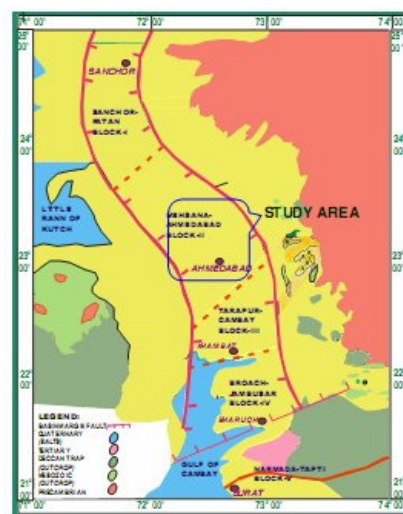 72 00' 73 00' 74 00'
25 00'
SANCHOR
SANCHOR-
PATAN
BLOCK-I
24 00'
LITTLE
RANN OF
KUTCH
MEHSANA-
AHMEDABAD
BLOCK-II
STUDY AREA
23 00'
AHMEDABAD
TARAPUR-
CAMBAY
BLOCK-III
KHAMBAT
22 00'
BROACH-
JAMBUSAR
BLOCK-IV
BHARUCH
LEGEND:
BASIN MARGIN FAULT
QUATERNARY
(SALTS)
TERTIARY
DECCAN TRAP
(OUTCROP)
MESOZOIC
(OUTCROP)
PRECAMBRIAN
GULF OF
CAMBAY
NARMADA-TAPTI
BLOCK-V
SURAT
21 00'
72 00' 73 00' 74 00'